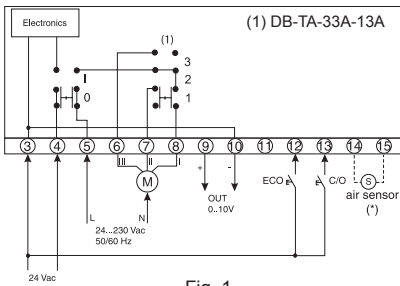 Electronics
(1) DB-TA-33A-13A
(1)
3
I
2
0
1
3 4 5 6 7 8 9 10 11 12 13 14 15
III II I
M
+ -
ECO
C/O
S
L
N
OUT
0..10V
air sensor
(*)
24...230 Vac
50/60 Hz
24 Vac
Fig. 1